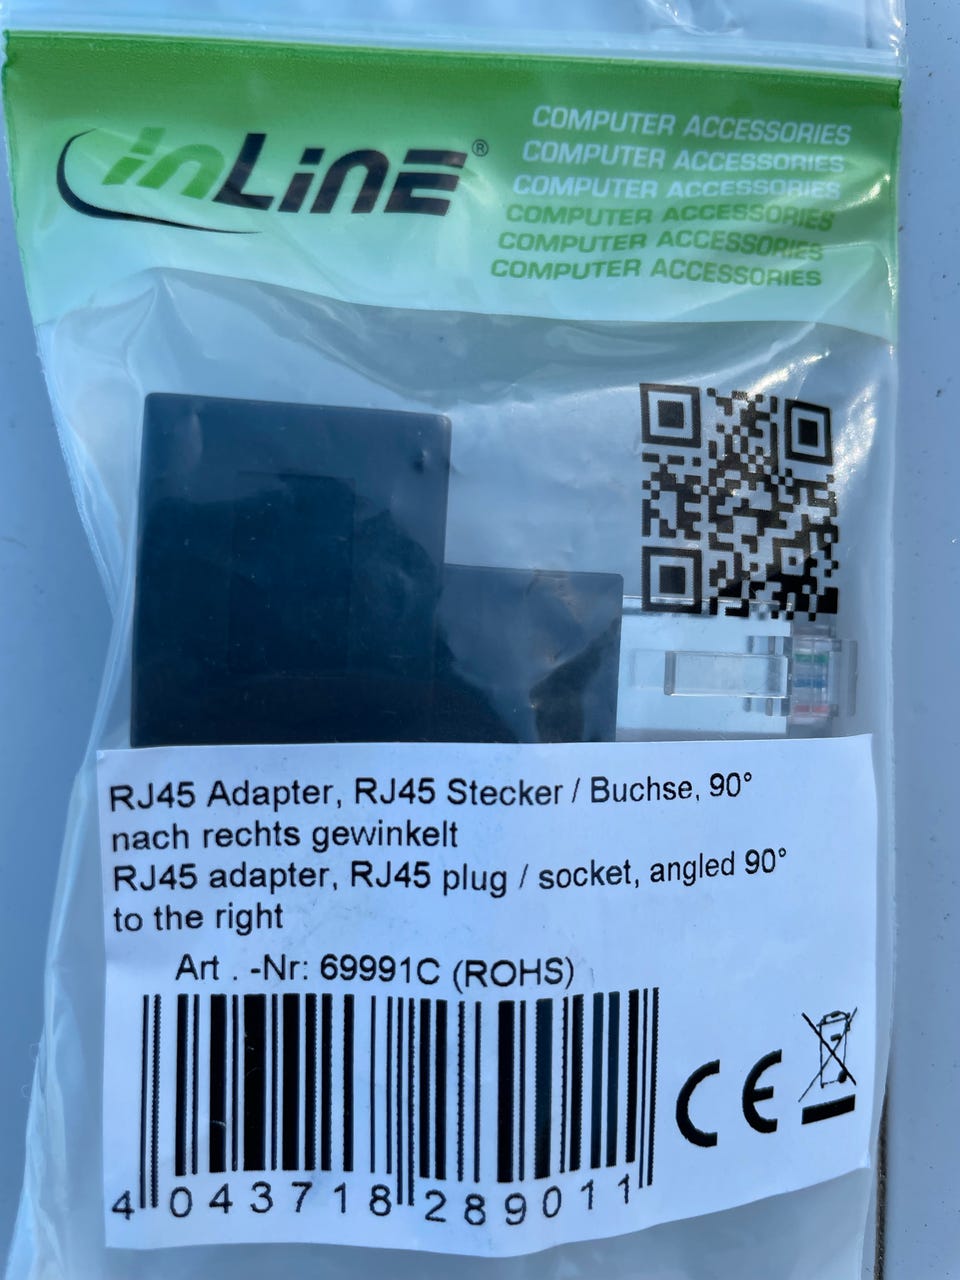 inLine®
COMPUTER ACCESSORIES
COMPUTER ACCESSORIES
COMPUTER ACCESSORIES
COMPUTER ACCESSORIES
COMPUTER ACCESSORIES
COMPUTER ACCESSORIES
RJ45 Adapter, RJ45 Stecker / Buchse, 90°
nach rechts gewinkelt
RJ45 adapter, RJ45 plug / socket, angled 90°
to the right
Art . -Nr: 69991C (ROHS)
CE
4 043718 289011